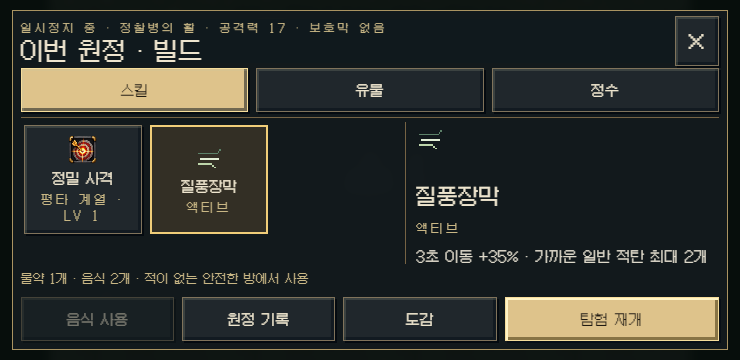 일시정지 중 · 정찰병의 활 · 공격력 17 · 보호막 없음
이번 원정 · 빌드
×
스킬
유물
정수
정밀 사격
평타 계열 ·
LV 1
질풍장막
액티브
질풍장막
액티브
3초 이동 +35% · 가까운 일반 적탄 최대 2개
물약 1개 · 음식 2개 · 적이 없는 안전한 방에서 사용
음식 사용
원정 기록
도감
탐험 재개